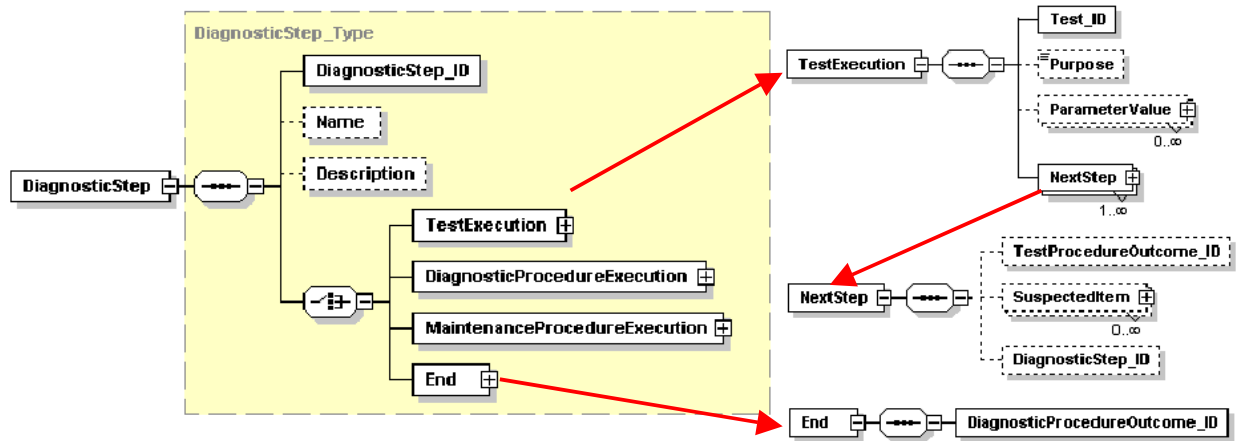 DiagnosticStep_Type
DiagnosticStep_ID
Name
Description
DiagnosticStep
TestExecution
DiagnosticProcedureExecution
MaintenanceProcedureExecution
End
TestExecution
Test_ID
Purpose
ParameterValue
0..∞
NextStep
1..∞
NextStep
TestProcedureOutcome_ID
SuspectedItem
0..∞
DiagnosticStep_ID
End
DiagnosticProcedureOutcome_ID